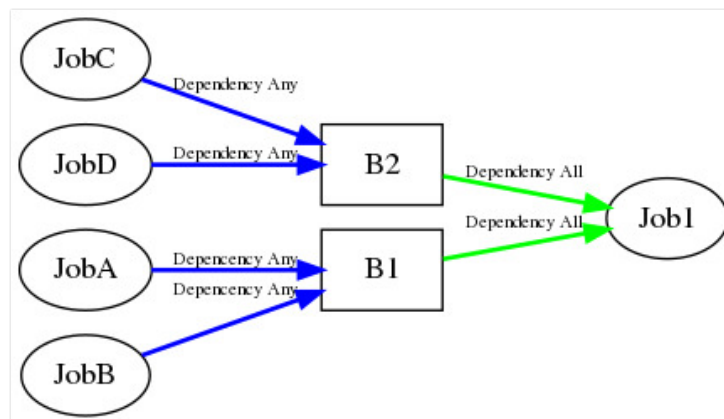 JobC
Dependency Any
JobD
Dependency Any
B2
Dependency All
Job1
Dependency All
JobA
Depencency Any
B1
Depencency Any
JobB